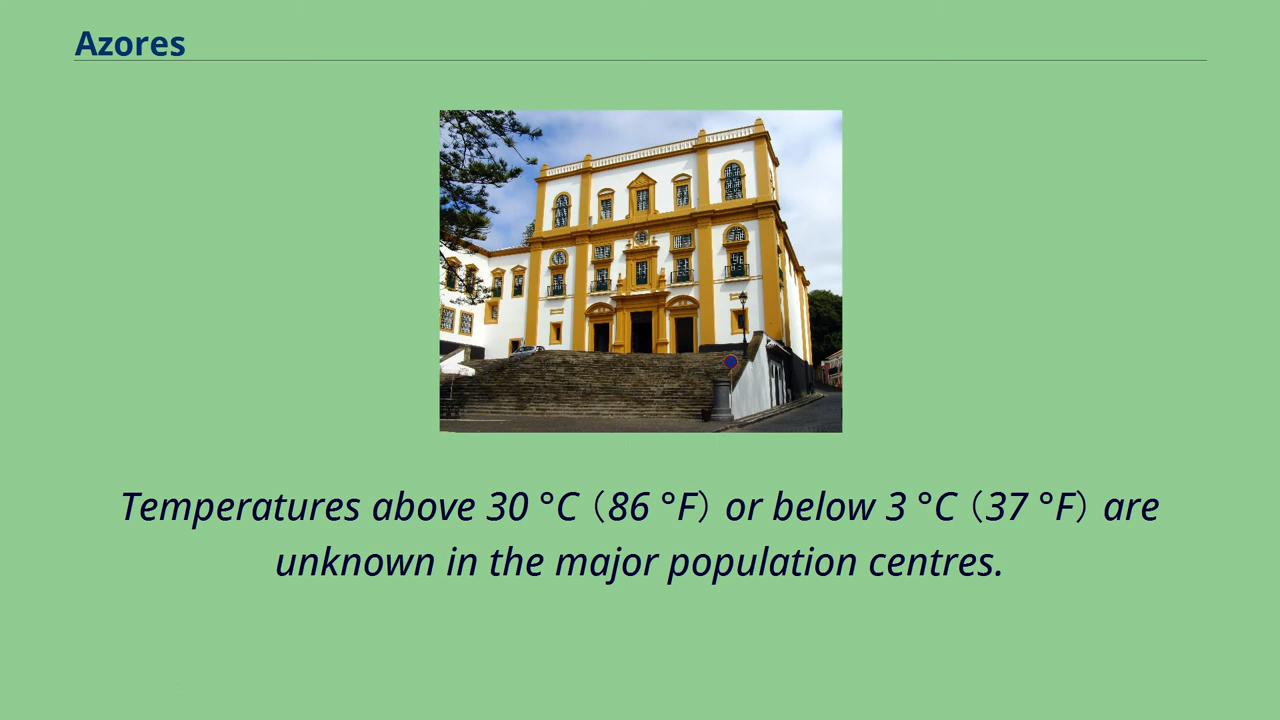 Azores
Temperatures above 30 °C（86 °F）or below 3 °C（37 °F）are
unknown in the major population centres.